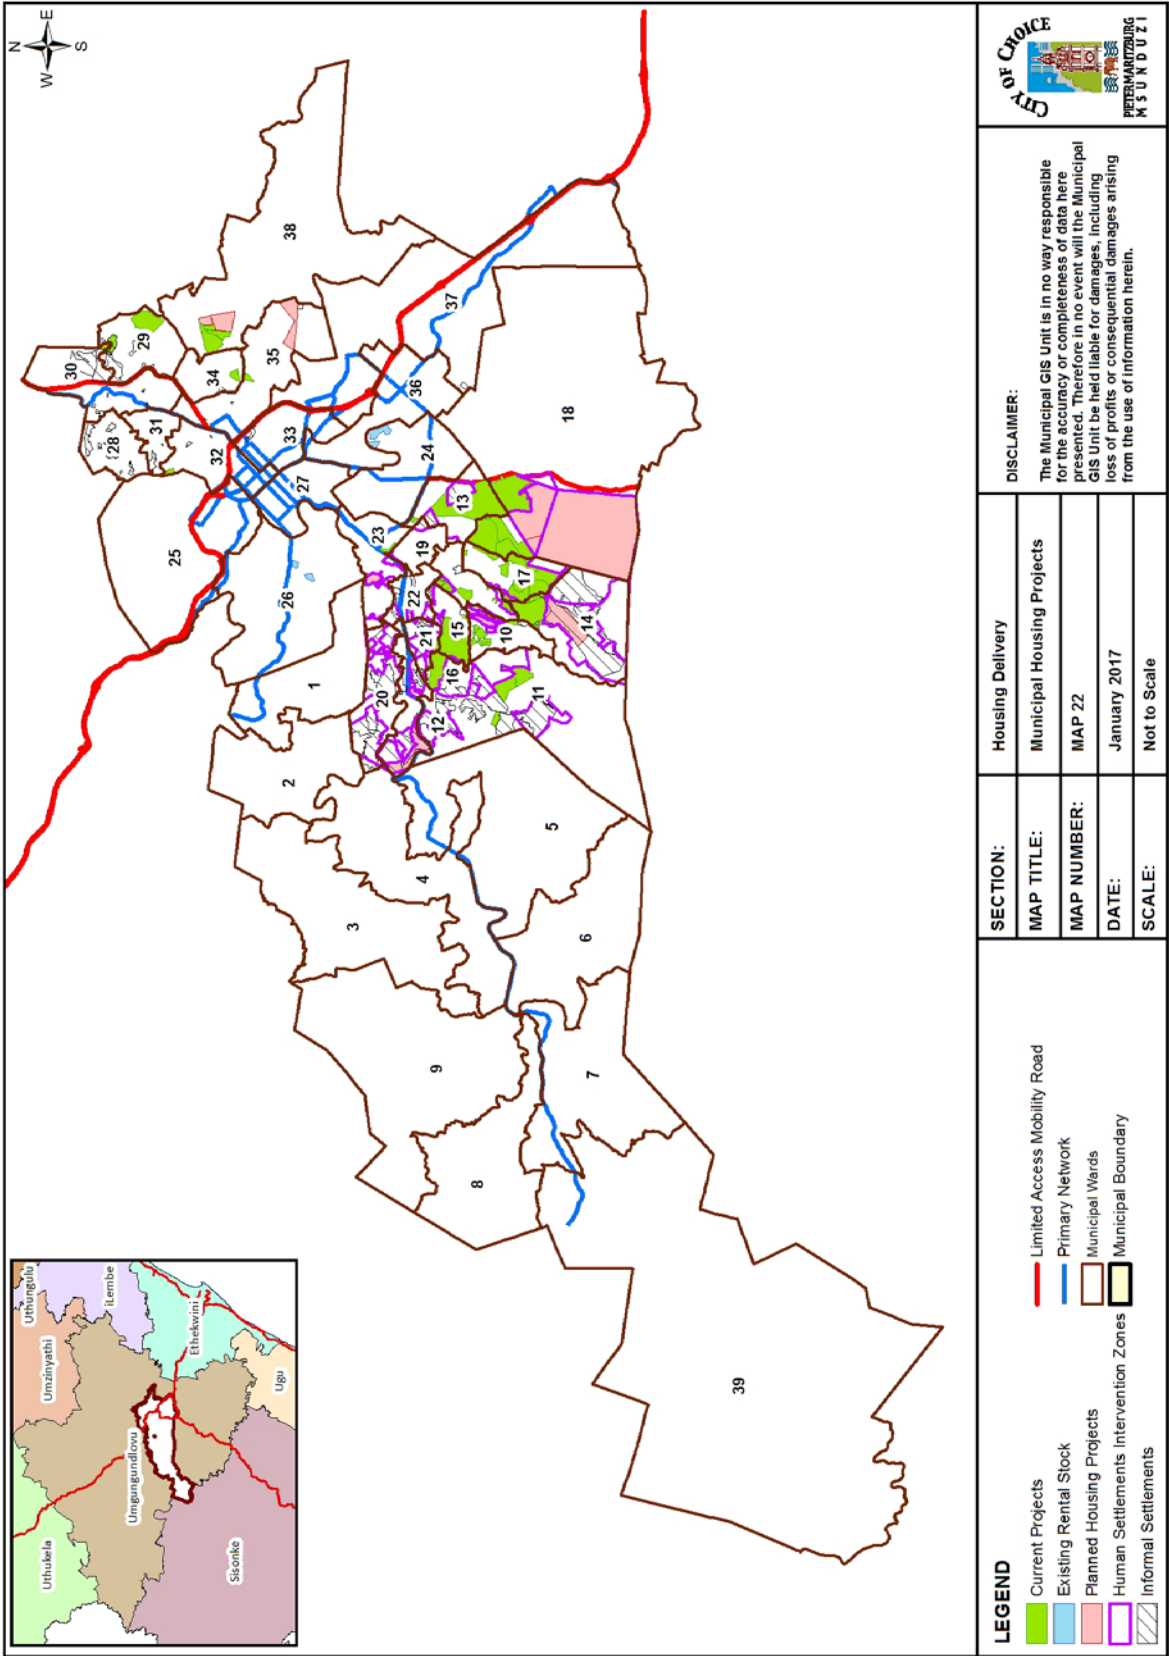 N
W
E
S
CITY OF CHOICE
PIETERMARITZBURG
MSUNDUZI
DISCLAIMER:
The Municipal GIS Unit is in no way responsible
for the accuracy or completeness of data here
presented. Therefore in no event will the Municipal
GIS Unit be held liable for damages, including
loss of profits or consequential damages arising
from the use of information herein.
SECTION:
Housing Delivery
MAP TITLE:
Municipal Housing Projects
MAP NUMBER:
MAP 22
DATE:
January 2017
SCALE:
Not to Scale
LEGEND
Current Projects
Existing Rental Stock
Planned Housing Projects
Human Settlements Intervention Zones
Informal Settlements
Limited Access Mobility Road
Primary Network
Municipal Wards
Municipal Boundary
Uthukela
Umzinyathi
Uthungulu
iLembe
Umgungundlovu
Ethekwini
Sisonke
Ugu
1
2
3
4
5
6
7
8
9
10
11
12
13
14
15
16
17
18
19
20
21
22
23
24
25
26
27
28
29
30
31
32
33
34
35
36
37
38
39